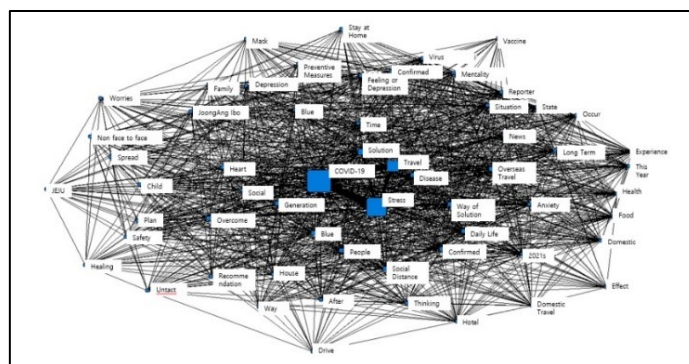 Stay at
Home
Mask
Vaccine
Virus
Preventive
Measures
Confirmed
Mentality
Feeling or
Depression
Depression
Family
Reporter
Worries
Situation
State
JoongAng Ibo
Blue
Occur
Time
Non face to face
News
Solution
Long Term
Experience
Spread
Travel
This
Year
Heart
COVID-19
Disease
Overseas
Travel
JEJU
Child
Social
Health
Stress
Generation
Way of
Solution
Anxiety
Plan
Overcome
Food
Safety
Blue
Daily Life
Domestic
People
Confirmed
2021s
Healing
Social
Distance
Recomme
ndation
House
Effect
Untact
After
Thinking
Way
Domestic
Travel
Hotel
Drive